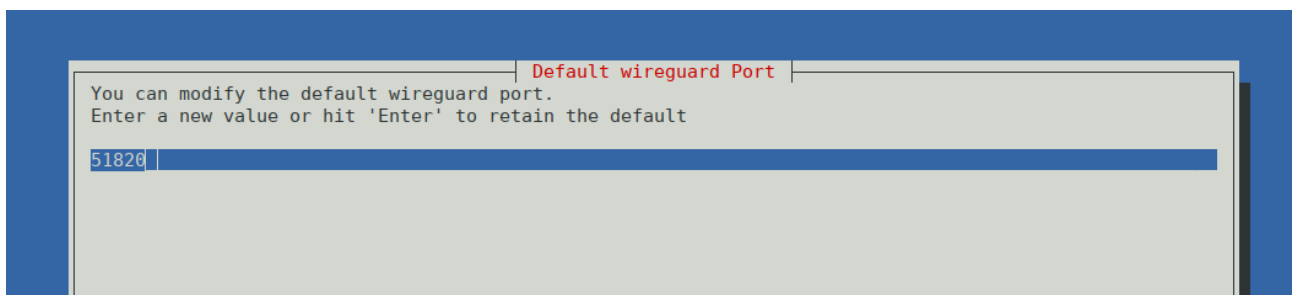 Default wireguard Port
You can modify the default wireguard port.
Enter a new value or hit 'Enter' to retain the default
51820